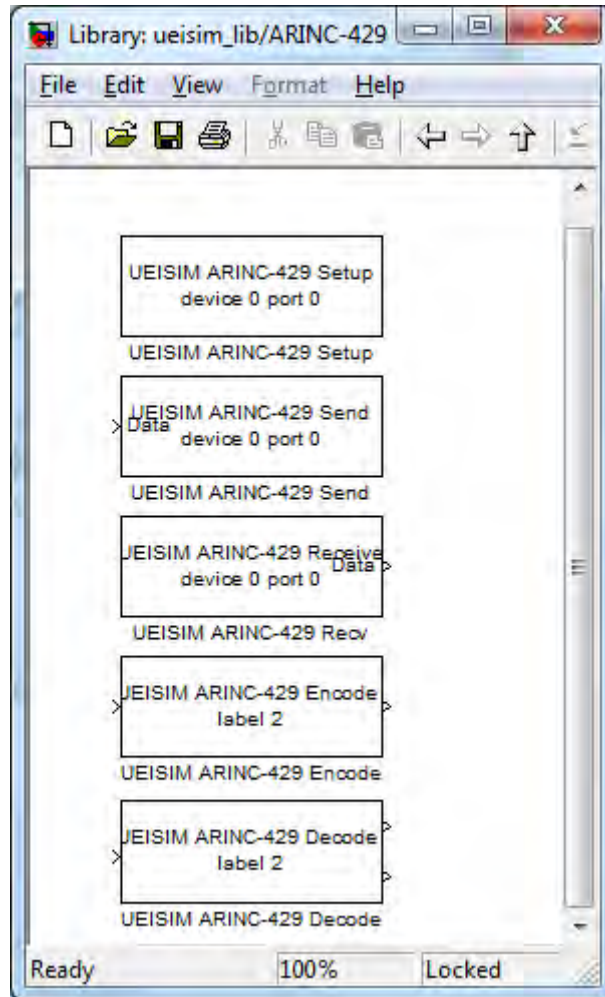 Library: ueisim_lib/ARINC-429
File Edit View Format Help
UEISIM ARINC-429 Setup
device 0 port 0
UEISIM ARINC-429 Setup
UEISIM ARINC-429 Send
Data
device 0 port 0
UEISIM ARINC-429 Send
UEISIM ARINC-429 Receive
Data
device 0 port 0
UEISIM ARINC-429 Recv
UEISIM ARINC-429 Encode
label 2
UEISIM ARINC-429 Encode
UEISIM ARINC-429 Decode
label 2
UEISIM ARINC-429 Decode
Ready 100% Locked